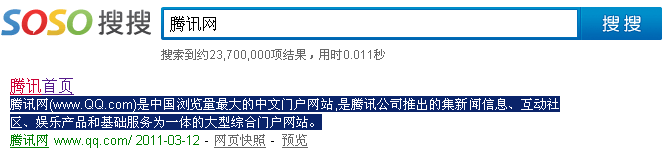 SOSO 搜搜 腾讯网 搜搜
搜索到约23,700,000项结果，用时0.011秒
腾讯首页
腾讯网(www.QQ.com)是中国浏览量最大的中文门户网站,是腾讯公司推出的集新闻信息、互动社
区、娱乐产品和基础服务为一体的大型综合门户网站。
腾讯网 www.qq.com/ 2011-03-12 - 网页快照 - 预览